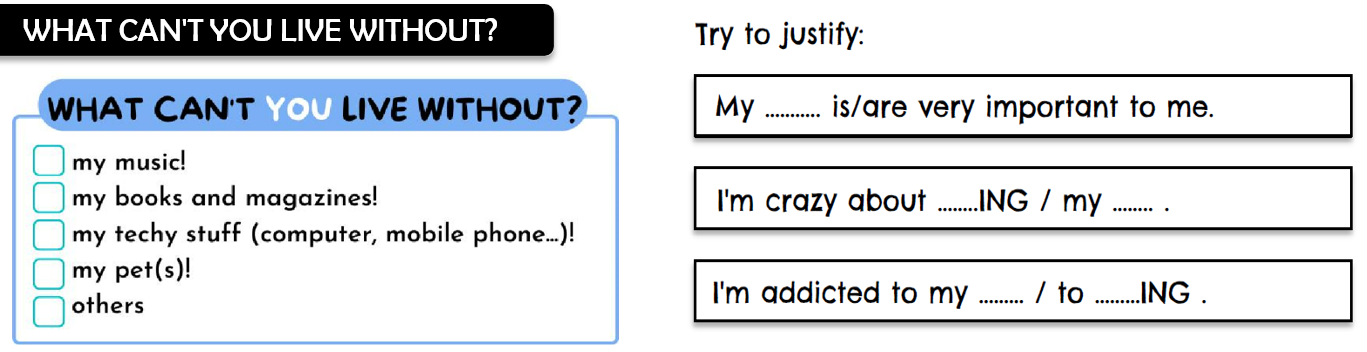 WHAT CAN'T YOU LIVE WITHOUT?
WHAT CAN'T YOU LIVE WITHOUT?
my music!
my books and magazines!
my techy stuff (computer, mobile phone...)!
my pet(s)!
others
Try to justify:
My ........... is/are very important to me.
I'm crazy about ........ING / my ........ .
I'm addicted to my ......... / to .........ING .